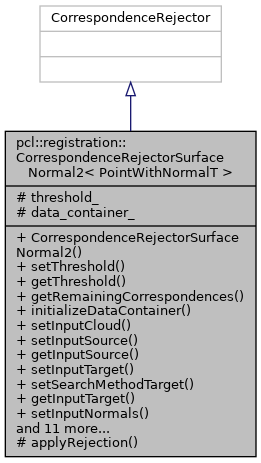 CorrespondenceRejector
pcl::registration::
CorrespondenceRejectorSurface
Normal2< PointWithNormalT >
# threshold_
# data_container_
+ CorrespondenceRejectorSurface
Normal2()
+ setThreshold()
+ getThreshold()
+ getRemainingCorrespondences()
+ initializeDataContainer()
+ setInputCloud()
+ setInputSource()
+ getInputSource()
+ setInputTarget()
+ setSearchMethodTarget()
+ getInputTarget()
+ setInputNormals()
and 11 more...
# applyRejection()